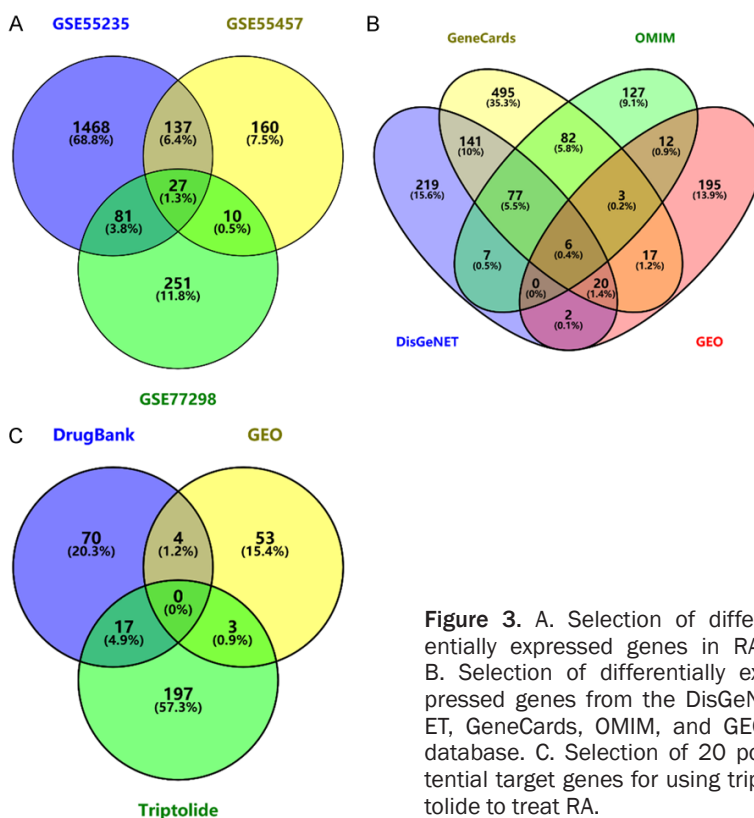 A
GSE55235
GSE55457
1468
(68.8%)
137
(6.4%)
160
(7.5%)
27
(1.3%)
81
(3.8%)
10
(0.5%)
251
(11.8%)
GSE77298
B
GeneCards
OMIM
495
(35.3%)
127
(9.1%)
141
(10%)
82
(5.8%)
12
(0.9%)
219
(15.6%)
77
(5.5%)
3
(0.2%)
195
(13.9%)
7
(0.5%)
6
(0.4%)
17
(1.2%)
0
(0%)
20
(1.4%)
2
(0.1%)
DisGeNET
GEO
C
DrugBank
GEO
70
(20.3%)
4
(1.2%)
53
(15.4%)
0
(0%)
17
(4.9%)
3
(0.9%)
197
(57.3%)
Triptolide
Figure 3. A. Selection of differ-
entially expressed genes in RA.
B. Selection of differentially ex-
pressed genes from the DisGeN-
ET, GeneCards, OMIM, and GEO
database. C. Selection of 20 po-
tential target genes for using trip-
tolide to treat RA.